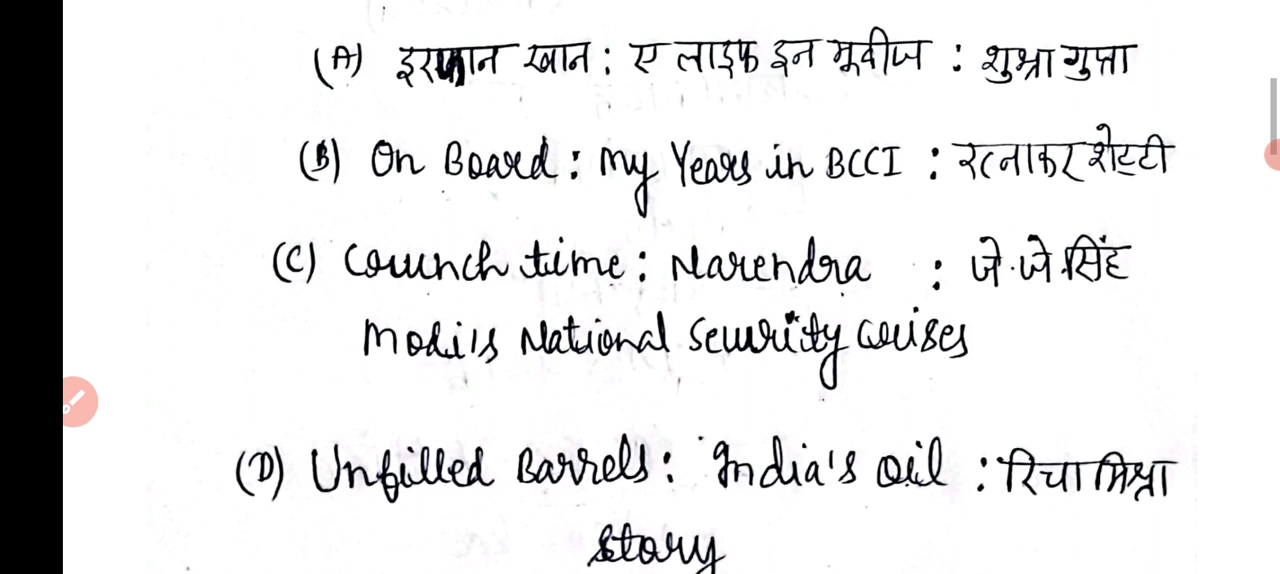 (A) इरफान खान : ए लाइफ इन मूवीज : शुभ्रा गुप्ता
(B) On Board : My Years in BCCI : रत्नाकर शेट्टी
(C) Crunch time : Narendra : जे.जे सिंह
Modi's National Security crises
(D) Unfilled Barrels : India's oil : रिचा मिश्रा
story